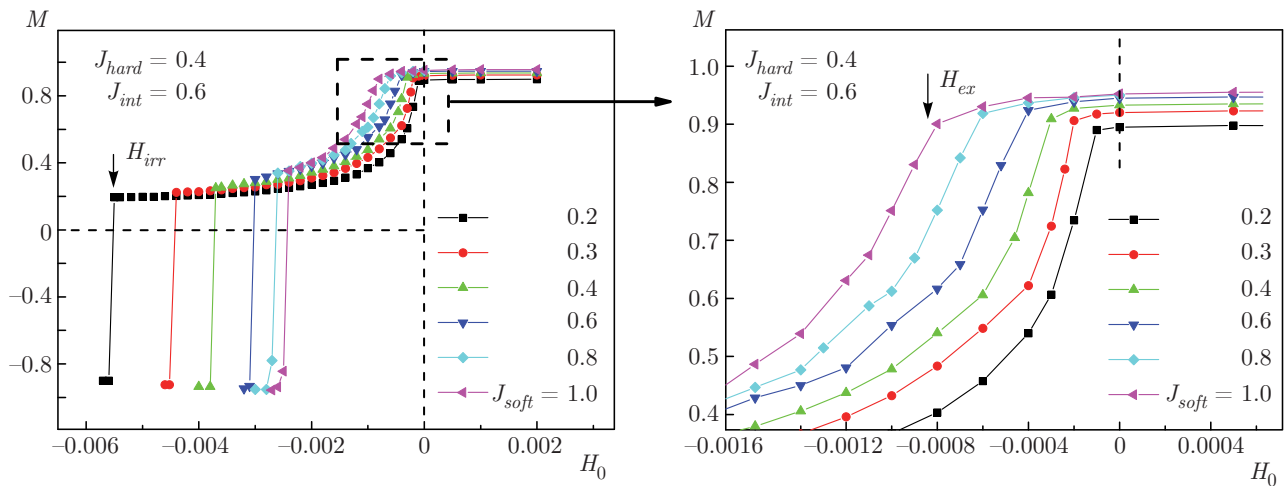 M
J_hard = 0.4
J_int = 0.6
0.8
0.4
H_irr
0
−0.4
−0.8
0.2
0.3
0.4
0.6
0.8
J_soft = 1.0
−0.006
−0.004
−0.002
0
0.002
H_0
M
J_hard = 0.4
J_int = 0.6
H_ex
1.0
0.9
0.8
0.7
0.6
0.5
0.4
0.2
0.3
0.4
0.6
0.8
J_soft = 1.0
−0.0016
−0.0012
−0.0008
−0.0004
0
0.0004
H_0